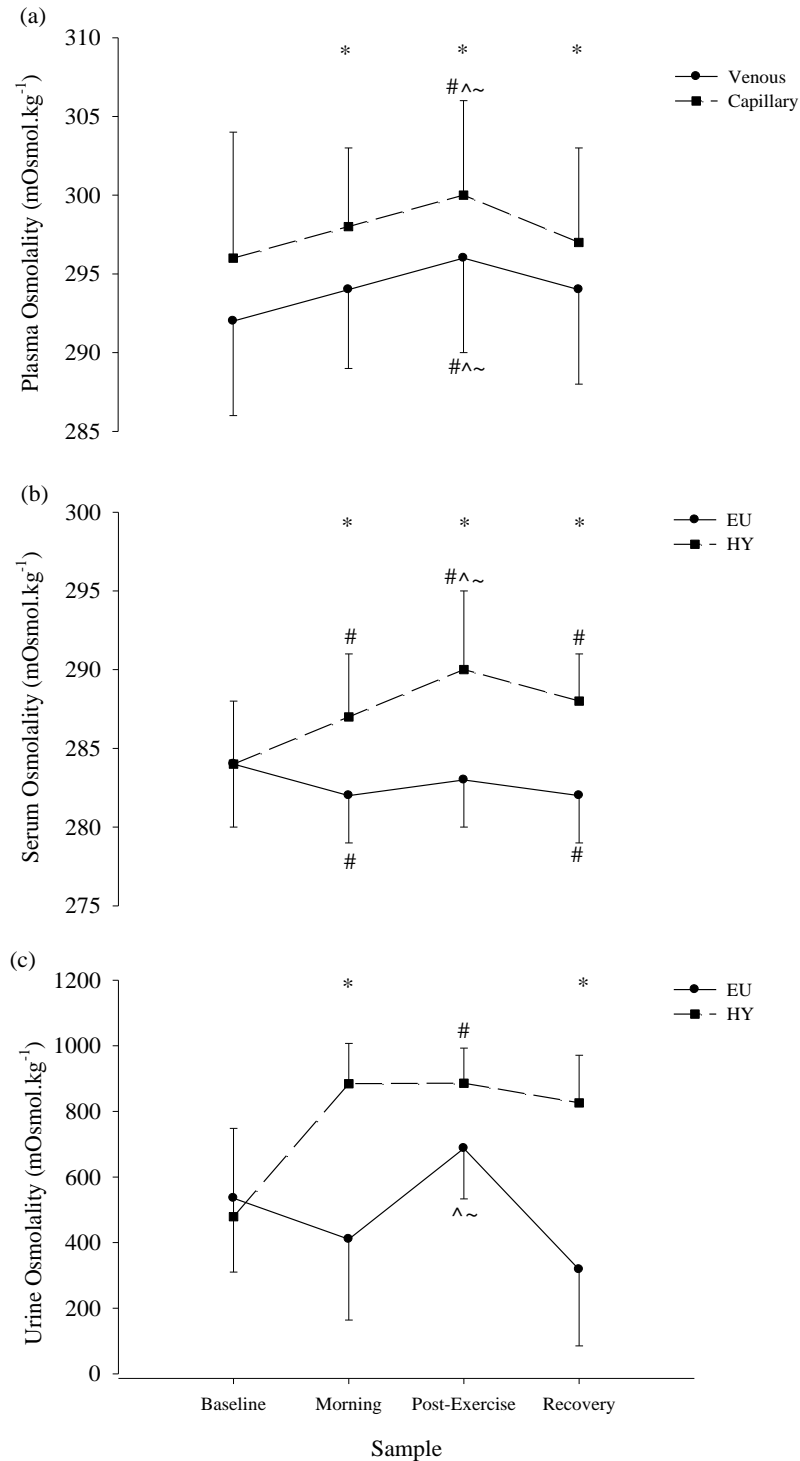 (a)
310
305
300
295
290
285
Plasma Osmolality (mOsmol.kg⁻¹)
* * *
#^~
#^~
Venous
Capillary
(b)
300
295
290
285
280
275
Serum Osmolality (mOsmol.kg⁻¹)
* * *
#^~
# #
# #
EU
HY
(c)
1200
1000
800
600
400
200
0
Urine Osmolality (mOsmol.kg⁻¹)
* *
#
^~
EU
HY
Baseline Morning Post-Exercise Recovery
Sample